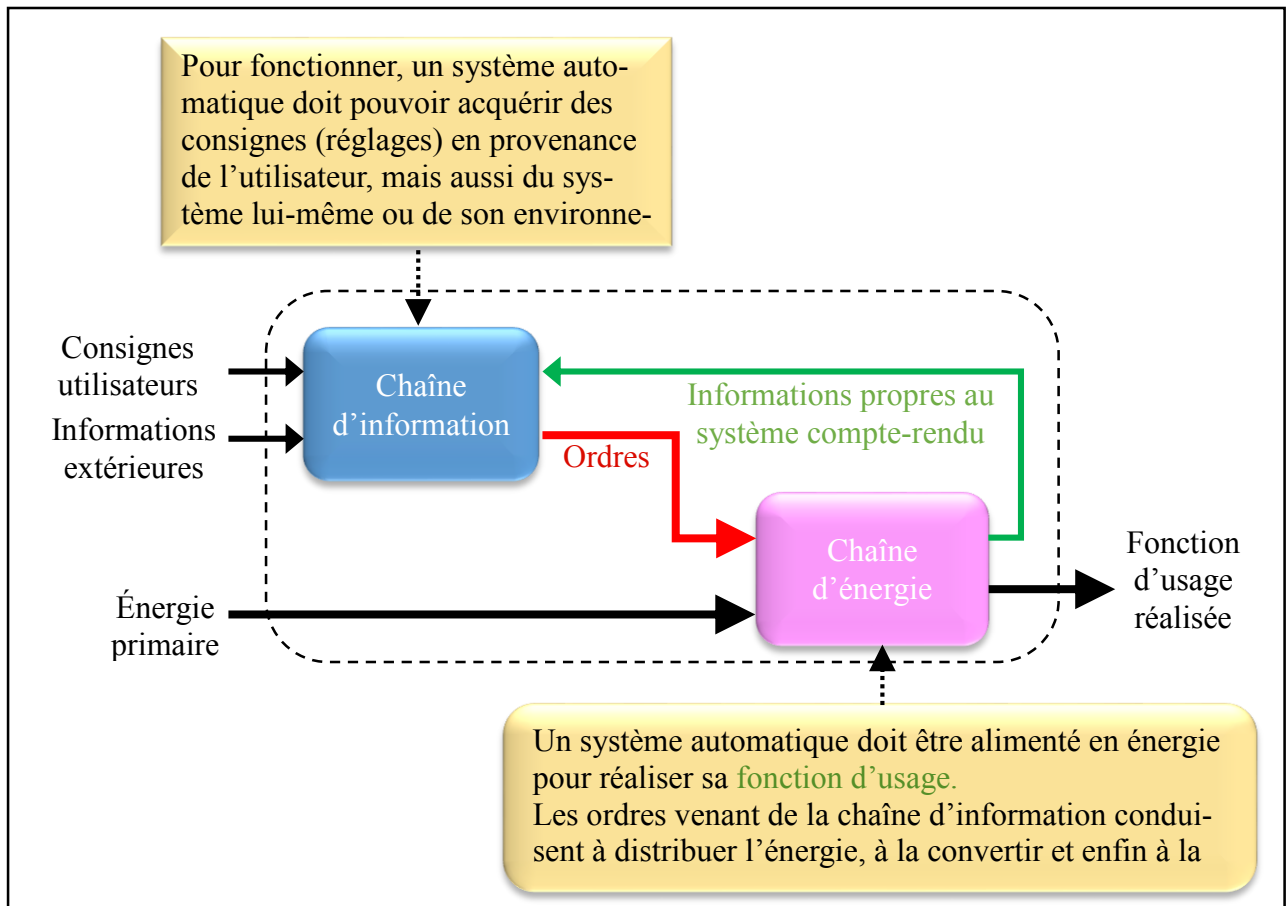 Pour fonctionner, un système auto-
matique doit pouvoir acquérir des
consignes (réglages) en provenance
de l’utilisateur, mais aussi du sys-
tème lui-même ou de son environne-
Consignes
utilisateurs
Informations
extérieures
Chaîne
d’information
Informations propres au
système compte-rendu
Ordres
Chaîne
d’énergie
Énergie
primaire
Fonction
d’usage
réalisée
Un système automatique doit être alimenté en énergie
pour réaliser sa fonction d’usage.
Les ordres venant de la chaîne d’information condui-
sent à distribuer l’énergie, à la convertir et enfin à la